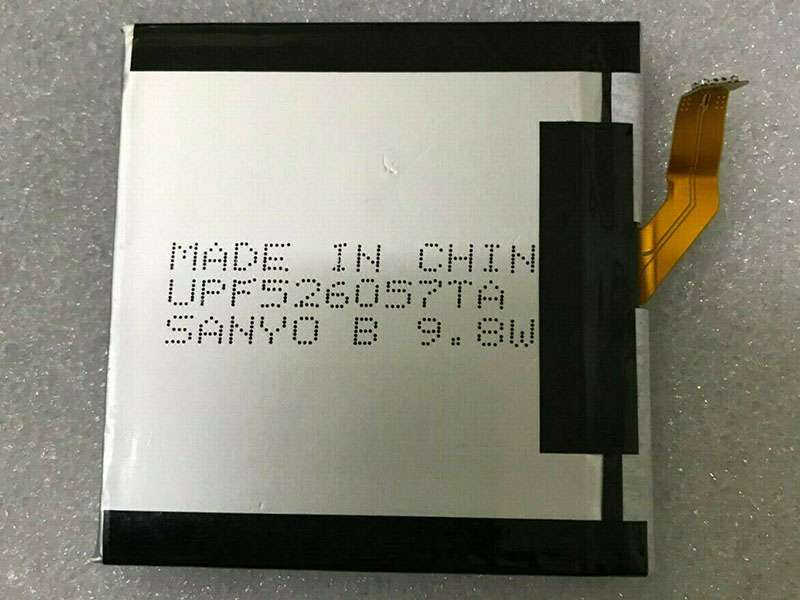 MADE IN CHIN
UPF526057TA
SANYO B 9.8W